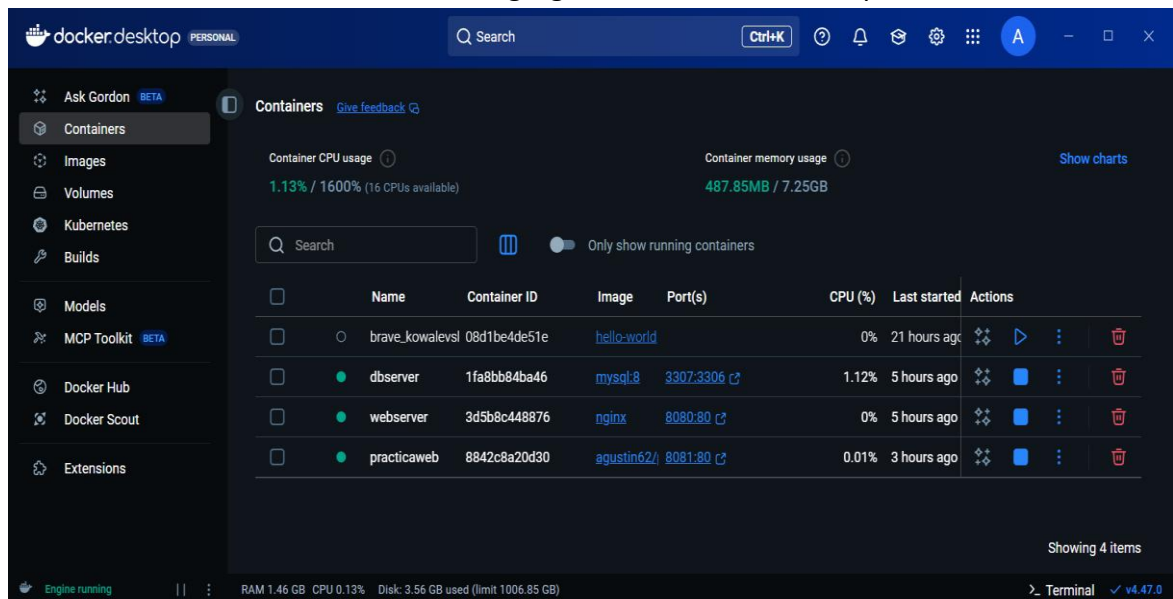 docker.desktop PERSONAL Search Ctrl+K A
Ask Gordon BETA
Containers
Images
Volumes
Kubernetes
Builds
Models
MCP Toolkit BETA
Docker Hub
Docker Scout
Extensions
Containers Give feedback
Container CPU usage Container memory usage Show charts
1.13% / 1600% (16 CPUs available) 487.85MB / 7.25GB
Search Only show running containers
Name Container ID Image Port(s) CPU (%) Last started Actions
brave_kowalevsl 08d1be4de51e hello-world 0% 21 hours agc
dbserver 1fa8bb84ba46 mysql:8 3307:3306 1.12% 5 hours ago
webserver 3d5b8c448876 nginx 8080:80 0% 5 hours ago
practicaweb 8842c8a20d30 agustin62/ 8081:80 0.01% 3 hours ago
Showing 4 items
Engine running RAM 1.46 GB CPU 0.13% Disk: 3.56 GB used (limit 1006.85 GB) >_ Terminal v4.47.0